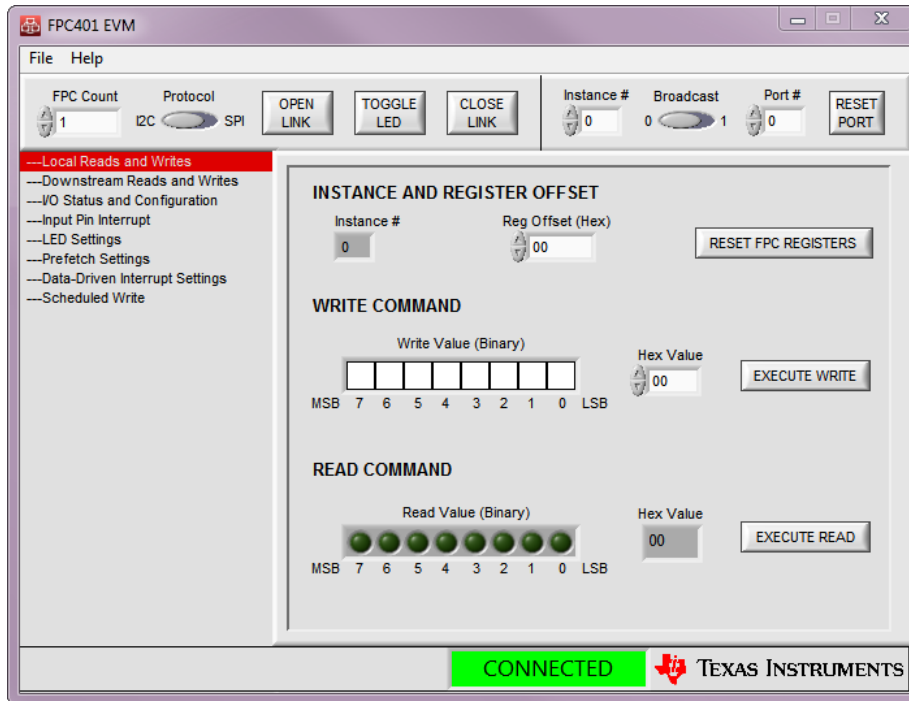 FPC401 EVM
File Help
FPC Count Protocol Instance # Broadcast Port #
1 I2C SPI OPEN LINK TOGGLE LED CLOSE LINK 0 0 1 0 RESET PORT
---Local Reads and Writes
---Downstream Reads and Writes
---I/O Status and Configuration
---Input Pin Interrupt
---LED Settings
---Prefetch Settings
---Data-Driven Interrupt Settings
---Scheduled Write
INSTANCE AND REGISTER OFFSET
Instance # Reg Offset (Hex)
0 00 RESET FPC REGISTERS
WRITE COMMAND
Write Value (Binary) Hex Value
00 EXECUTE WRITE
MSB 7 6 5 4 3 2 1 0 LSB
READ COMMAND
Read Value (Binary) Hex Value
00 EXECUTE READ
MSB 7 6 5 4 3 2 1 0 LSB
CONNECTED TEXAS INSTRUMENTS